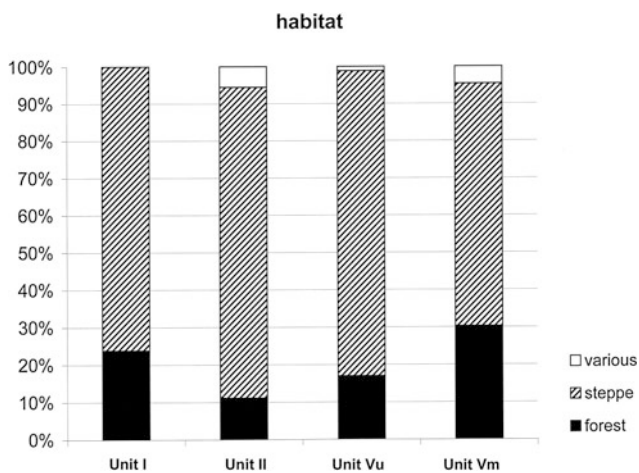 habitat
100%
90%
80%
70%
60%
50%
40%
30%
20%
10%
0%
Unit I Unit II Unit Vu Unit Vm
various
steppe
forest